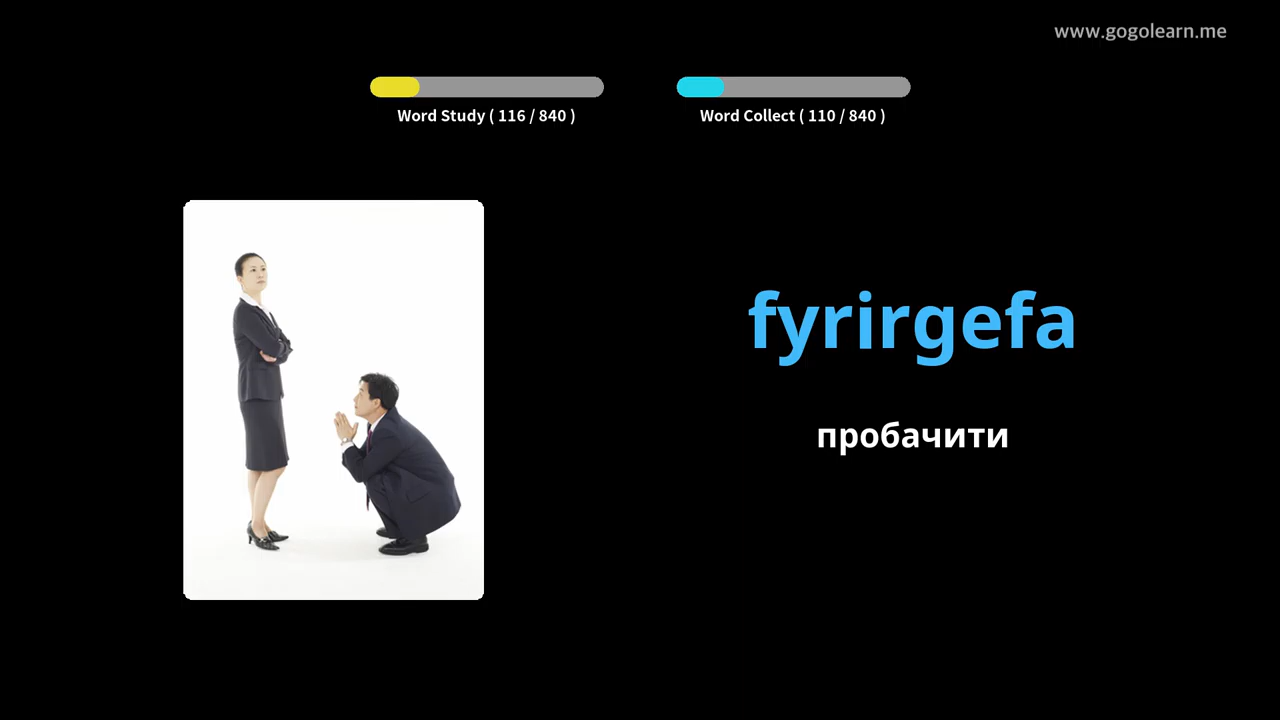 www.gogolearn.me
Word Study ( 116 / 840 )
Word Collect ( 110 / 840 )
fyrirgefa
пробачити